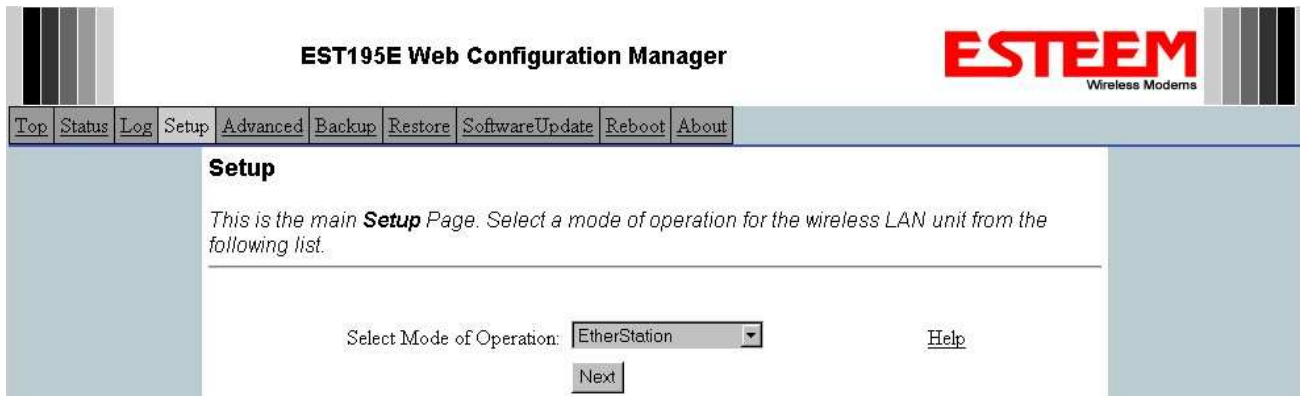 EST195E Web Configuration Manager
ESTEEM
Wireless Modems
Top Status Log Setup Advanced Backup Restore SoftwareUpdate Reboot About
Setup
This is the main Setup Page. Select a mode of operation for the wireless LAN unit from the
following list.
Select Mode of Operation: EtherStation Help
Next